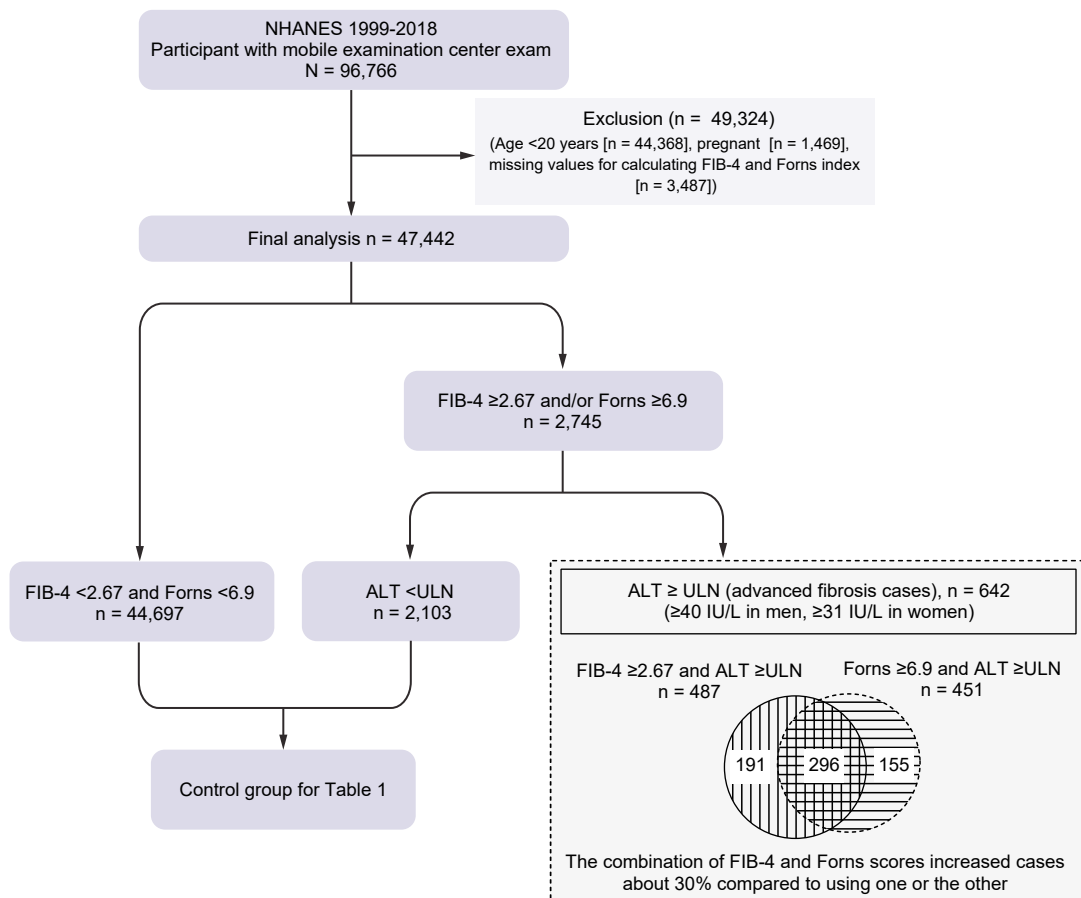 NHANES 1999-2018
Participant with mobile examination center exam
N = 96,766
Exclusion (n = 49,324)
(Age <20 years [n = 44,368], pregnant [n = 1,469],
missing values for calculating FIB-4 and Forns index
[n = 3,487])
Final analysis n = 47,442
FIB-4 ≥2.67 and/or Forns ≥6.9
n = 2,745
FIB-4 <2.67 and Forns <6.9
n = 44,697
ALT <ULN
n = 2,103
ALT ≥ ULN (advanced fibrosis cases), n = 642
(≥40 IU/L in men, ≥31 IU/L in women)
FIB-4 ≥2.67 and ALT ≥ULN
n = 487
Forns ≥6.9 and ALT ≥ULN
n = 451
191
296
155
Control group for Table 1
The combination of FIB-4 and Forns scores increased cases
about 30% compared to using one or the other